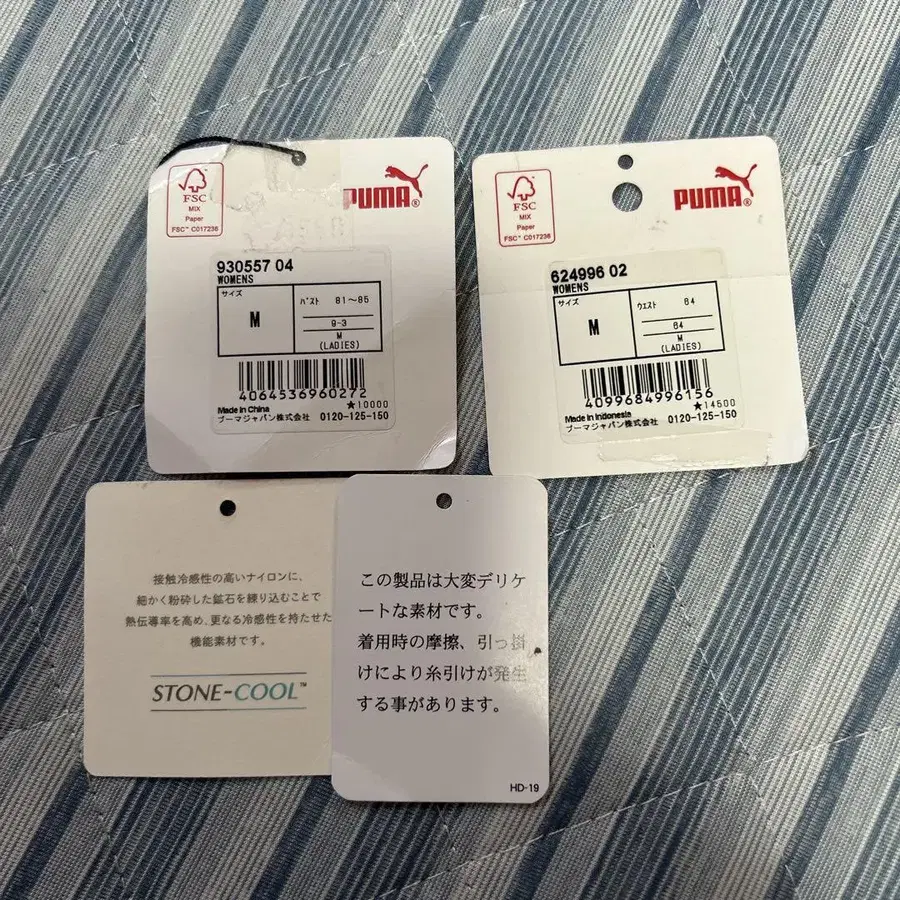 FSC
MIX
Paper
FSC™ C017238
PUMA®
930557 04
WOMENS
サイズ
M
バスト 81～85
9-3
M
(LADIES)
4064536960272
★10000
Made in China
プーマジャパン株式会社 0120-125-150
FSC
MIX
Paper
FSC™ C017238
PUMA®
624996 02
WOMENS
サイズ
M
ウエスト 64
64
M
(LADIES)
4099684996156
★14500
Made in Indonesia
プーマジャパン株式会社 0120-125-150
接触冷感性の高いナイロンに、
細かく粉砕した鉱石を練り込むことで
熱伝導率を高め、更なる冷感性を持たせた
機能素材です。
STONE-COOL™
この製品は大変デリケ
ートな素材です。
着用時の摩擦、引っ掛
けにより糸引けが発生
する事があります。
HD-19